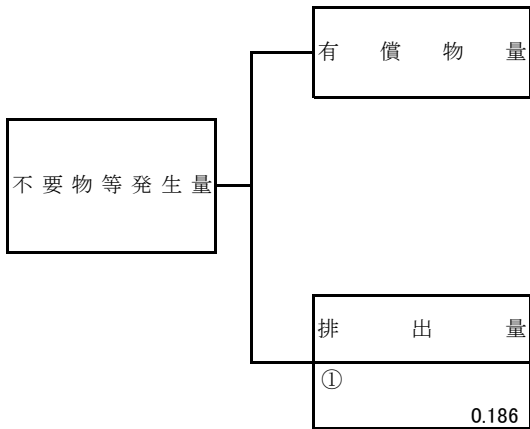 有償物量
不要物等発生量
排出量
①
0.186